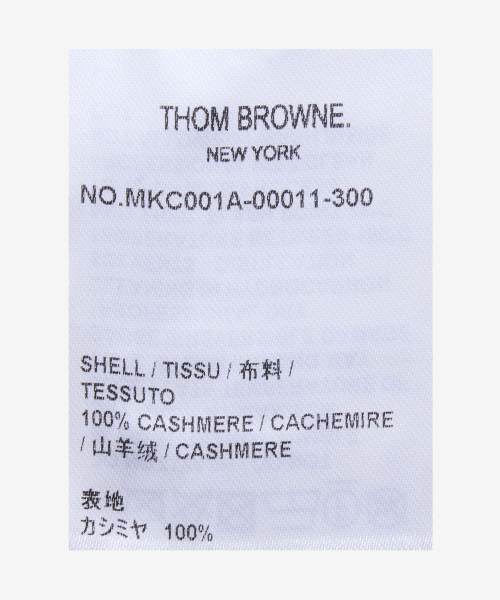 THOM BROWNE.
NEW YORK
NO.MKC001A-00011-300
SHELL / TISSU / 布料 /
TESSUTO
100% CASHMERE / CACHEMIRE
/ 山羊绒 / CASHMERE
表地
カシミヤ 100%